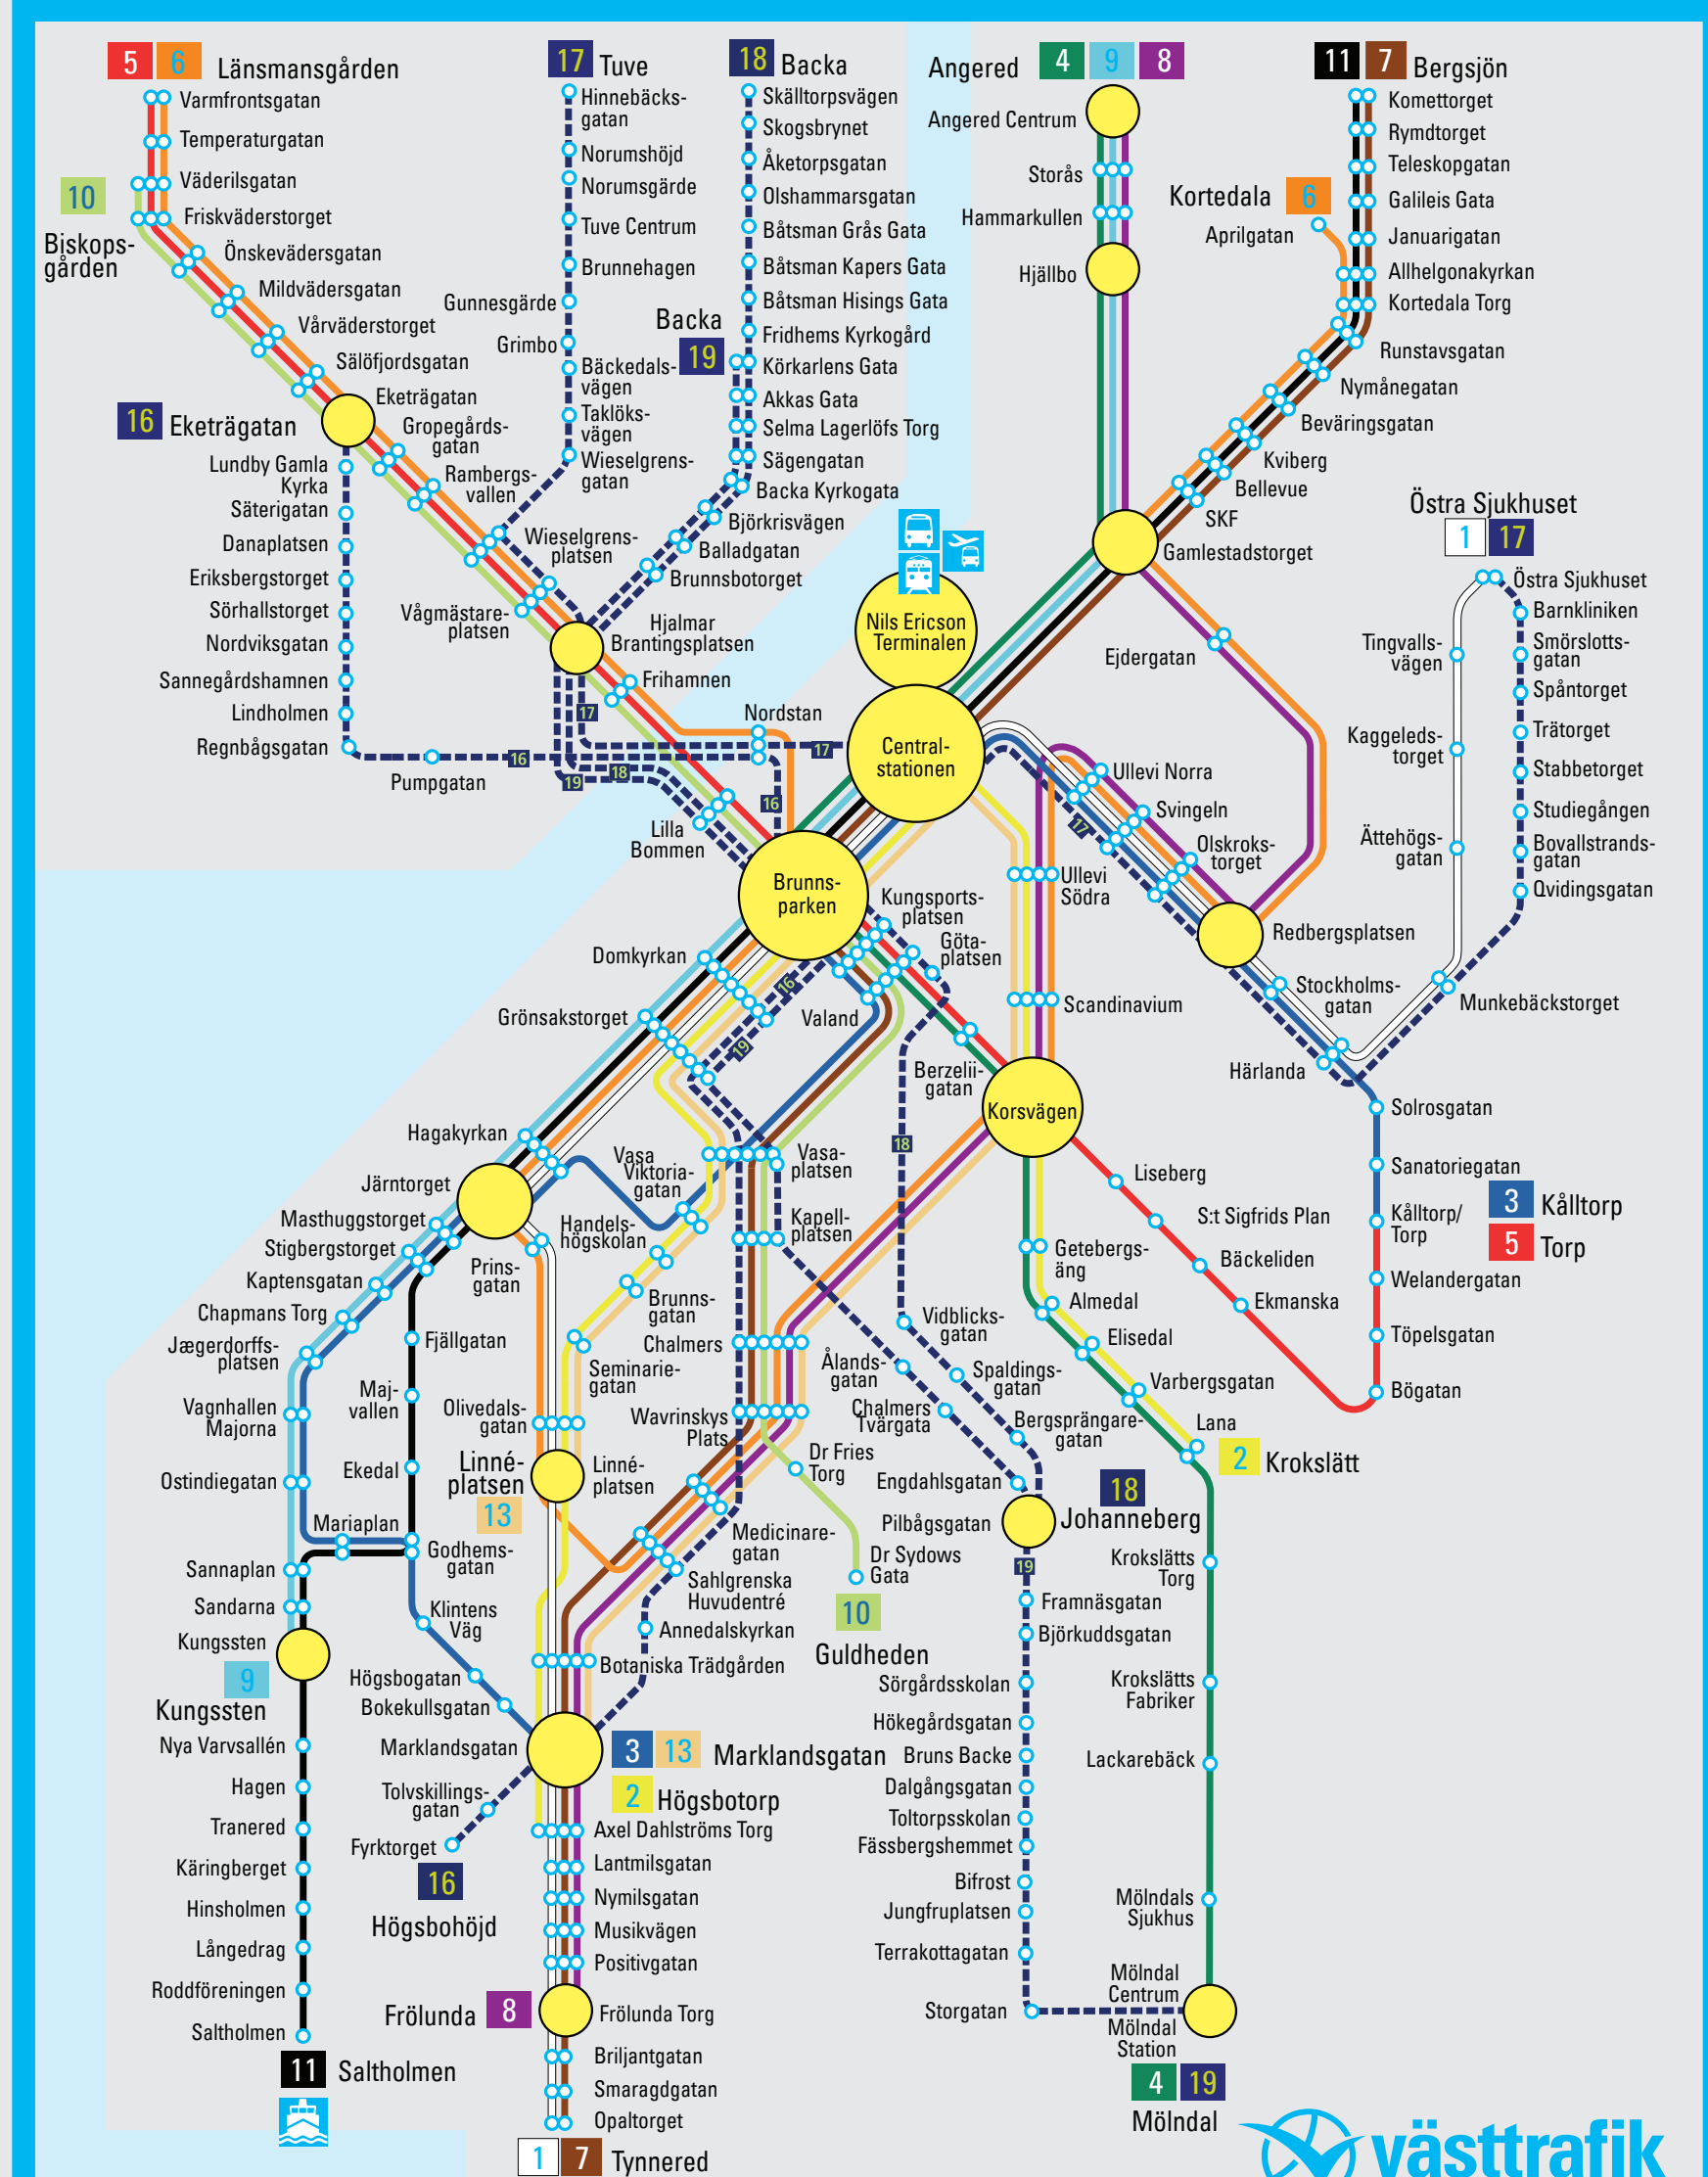 5 6 Länsmansgården
Varmfrontsgatan
Temperaturgatan
Väderilsgatan
10
Friskväderstorget
Biskops-
gården
Önskevädersgatan
Mildvädersgatan
Vårväderstorget
Sälöfjordsgatan
Eketrägatan
16 Eketrägatan
Gropegårds-
gatan
Rambergs-
vallen
Wieselgrens-
platsen
Vågmästare-
platsen
Hjalmar
Brantingsplatsen
Frihamnen
Lundby Gamla
Kyrka
Säterigatan
Danaplatsen
Eriksbergstorget
Sörhallstorget
Nordviksgatan
Sannegårdshamnen
Lindholmen
Regnbågsgatan
Pumpgatan
17 Tuve
Hinnebäcks-
gatan
Norumshöjd
Norumsgärde
Tuve Centrum
Brunnehagen
Gunnesgärde
Grimbo
Bäckedals-
vägen
Taklöks-
vägen
Wieselgrens-
gatan
18 Backa
Skälltorpsvägen
Skogsbrynet
Åketorpsgatan
Olshammarsgatan
Båtsman Grås Gata
Båtsman Kapers Gata
Båtsman Hisings Gata
Fridhems Kyrkogård
Backa
19
Körkarlens Gata
Akkas Gata
Selma Lagerlöfs Torg
Sägengatan
Backa Kyrkogata
Björkrisvägen
Balladgatan
Brunnsbotorget
Angered 4 9 8
Angered Centrum
Storås
Hammarkullen
Hjällbo
11 7 Bergsjön
Komettorget
Rymdtorget
Teleskopgatan
Galileis Gata
Januarigatan
Allhelgonakyrkan
Kortedala Torg
Kortedala 6
Aprilgatan
Runstavsgatan
Nymånegatan
Beväringsgatan
Kviberg
Bellevue
SKF
Gamlestadstorget
Ejdergatan
Östra Sjukhuset
1 17
Östra Sjukhuset
Barnkliniken
Smörslotts-
gatan
Spåntorget
Trätorget
Stabbetorget
Studiegången
Bovallstrands-
gatan
Qvidingsgatan
Tingvalls-
vägen
Kaggeleds-
torget
Ättehögs-
gatan
Munkebäckstorget
Nils Ericson
Terminalen
Central-
stationen
Nordstan
17
17
16
18
19
16
Lilla
Bommen
Brunns-
parken
Ullevi Norra
17
Svingeln
Olskroks-
torget
Redbergsplatsen
Stockholms-
gatan
Härlanda
Ullevi
Södra
Scandinavium
Kungsports-
platsen
Göta-
platsen
Valand
Berzelii-
gatan
Korsvägen
Domkyrkan
16
Grönsakstorget
19
18
Hagakyrkan
Järntorget
Vasa
Viktoria-
gatan
Vasa-
platsen
Kapell-
platsen
Handels-
högskolan
Masthuggstorget
Stigbergstorget
Kaptensgatan
Chapmans Torg
Jægerdorffs-
platsen
Vagnhallen
Majorna
Ostindiegatan
Mariaplan
Sannaplan
Sandarna
Kungssten
9
Kungssten
Nya Varvsallén
Hagen
Tranered
Käringberget
Hinsholmen
Långedrag
Roddföreningen
Saltholmen
11 Saltholmen
Prins-
gatan
Fjällgatan
Maj-
vallen
Ekedal
Godhems-
gatan
Klintens
Väg
Högsbogatan
Bokekullsgatan
Marklandsgatan
Tolvskillings-
gatan
Fyrktorget
16
Högsbohöjd
Brunns-
gatan
Seminarie-
gatan
Olivedals-
gatan
Linné-
platsen
13
Linné-
platsen
Chalmers
Wavrinskys
Plats
Medicinare-
gatan
Sahlgrenska
Huvudentré
Annedalskyrkan
Botaniska Trädgården
Dr Fries
Torg
Dr Sydows
Gata
10
Guldheden
3 13 Marklandsgatan
2 Högsbotorp
Axel Dahlströms Torg
Lantmilsgatan
Nymilsgatan
Musikvägen
Positivgatan
Frölunda 8
Frölunda Torg
Briljantgatan
Smaragdgatan
Opaltorget
1 7 Tynnered
Vidblicks-
gatan
Spaldings-
gatan
Bergsprängare-
gatan
Ålands-
gatan
Chalmers
Tvärgata
Engdahlsgatan
Pilbågsgatan
18
Johanneberg
19
Framnäsgatan
Björkuddsgatan
Sörgårdsskolan
Hökegårdsgatan
Bruns Backe
Dalgångsgatan
Toltorpsskolan
Fässbergshemmet
Bifrost
Jungfruplatsen
Terrakottagatan
Storgatan
Getebergs-
äng
Almedal
Elisedal
Varbergsgatan
Lana
2 Krokslätt
Krokslätts
Torg
Krokslätts
Fabriker
Lackarebäck
Mölndals
Sjukhus
Mölndal
Centrum
Mölndal
Station
4 19
Mölndal
Liseberg
S:t Sigfrids Plan
Bäckeliden
Ekmanska
Solrosgatan
Sanatoriegatan
Kålltorp/
Torp
3 Kålltorp
5 Torp
Welandergatan
Töpelsgatan
Bögatan
västtrafik